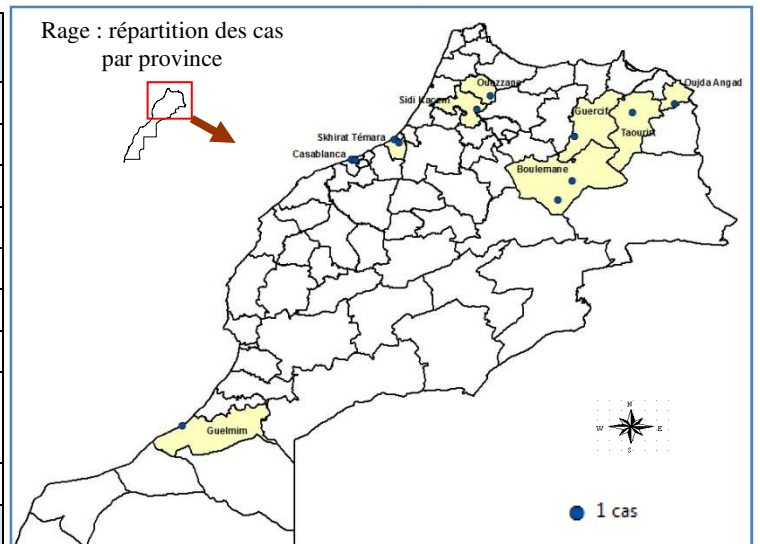 Rage : répartition des cas
par province
Ouezzane
Oujda Angad
Sidi Kacem
Guercif
Skhirat Témara
Taourirt
Casablanca
Boulemane
Guelmim
N
W
E
S
1 cas